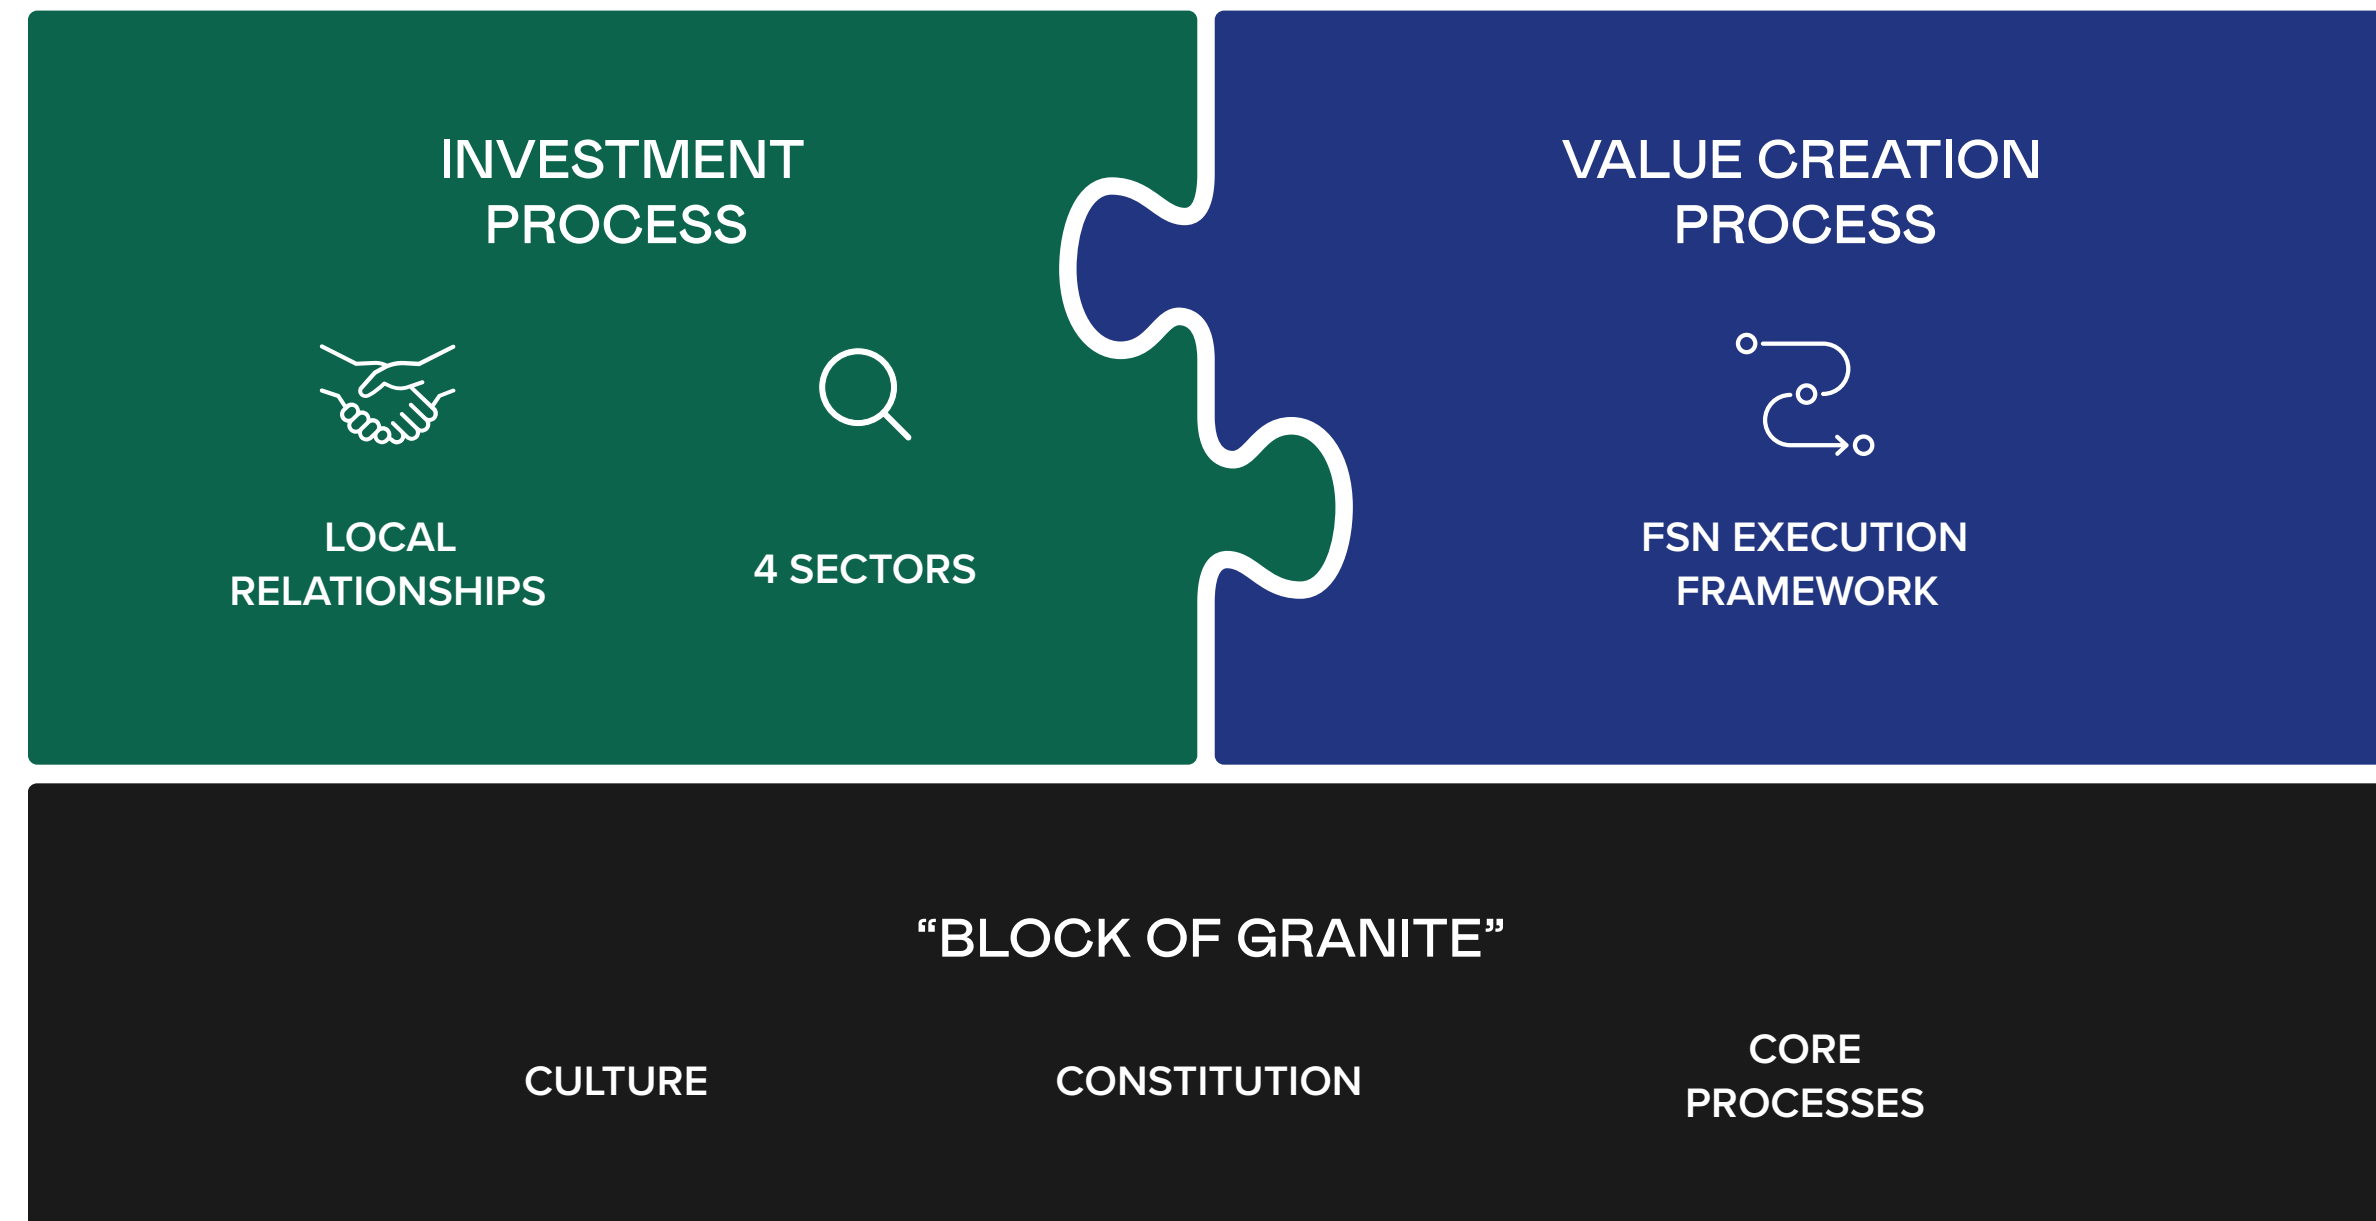 INVESTMENT
PROCESS
LOCAL
RELATIONSHIPS
4 SECTORS
VALUE CREATION
PROCESS
FSN EXECUTION
FRAMEWORK
“BLOCK OF GRANITE”
CULTURE
CONSTITUTION
CORE
PROCESSES